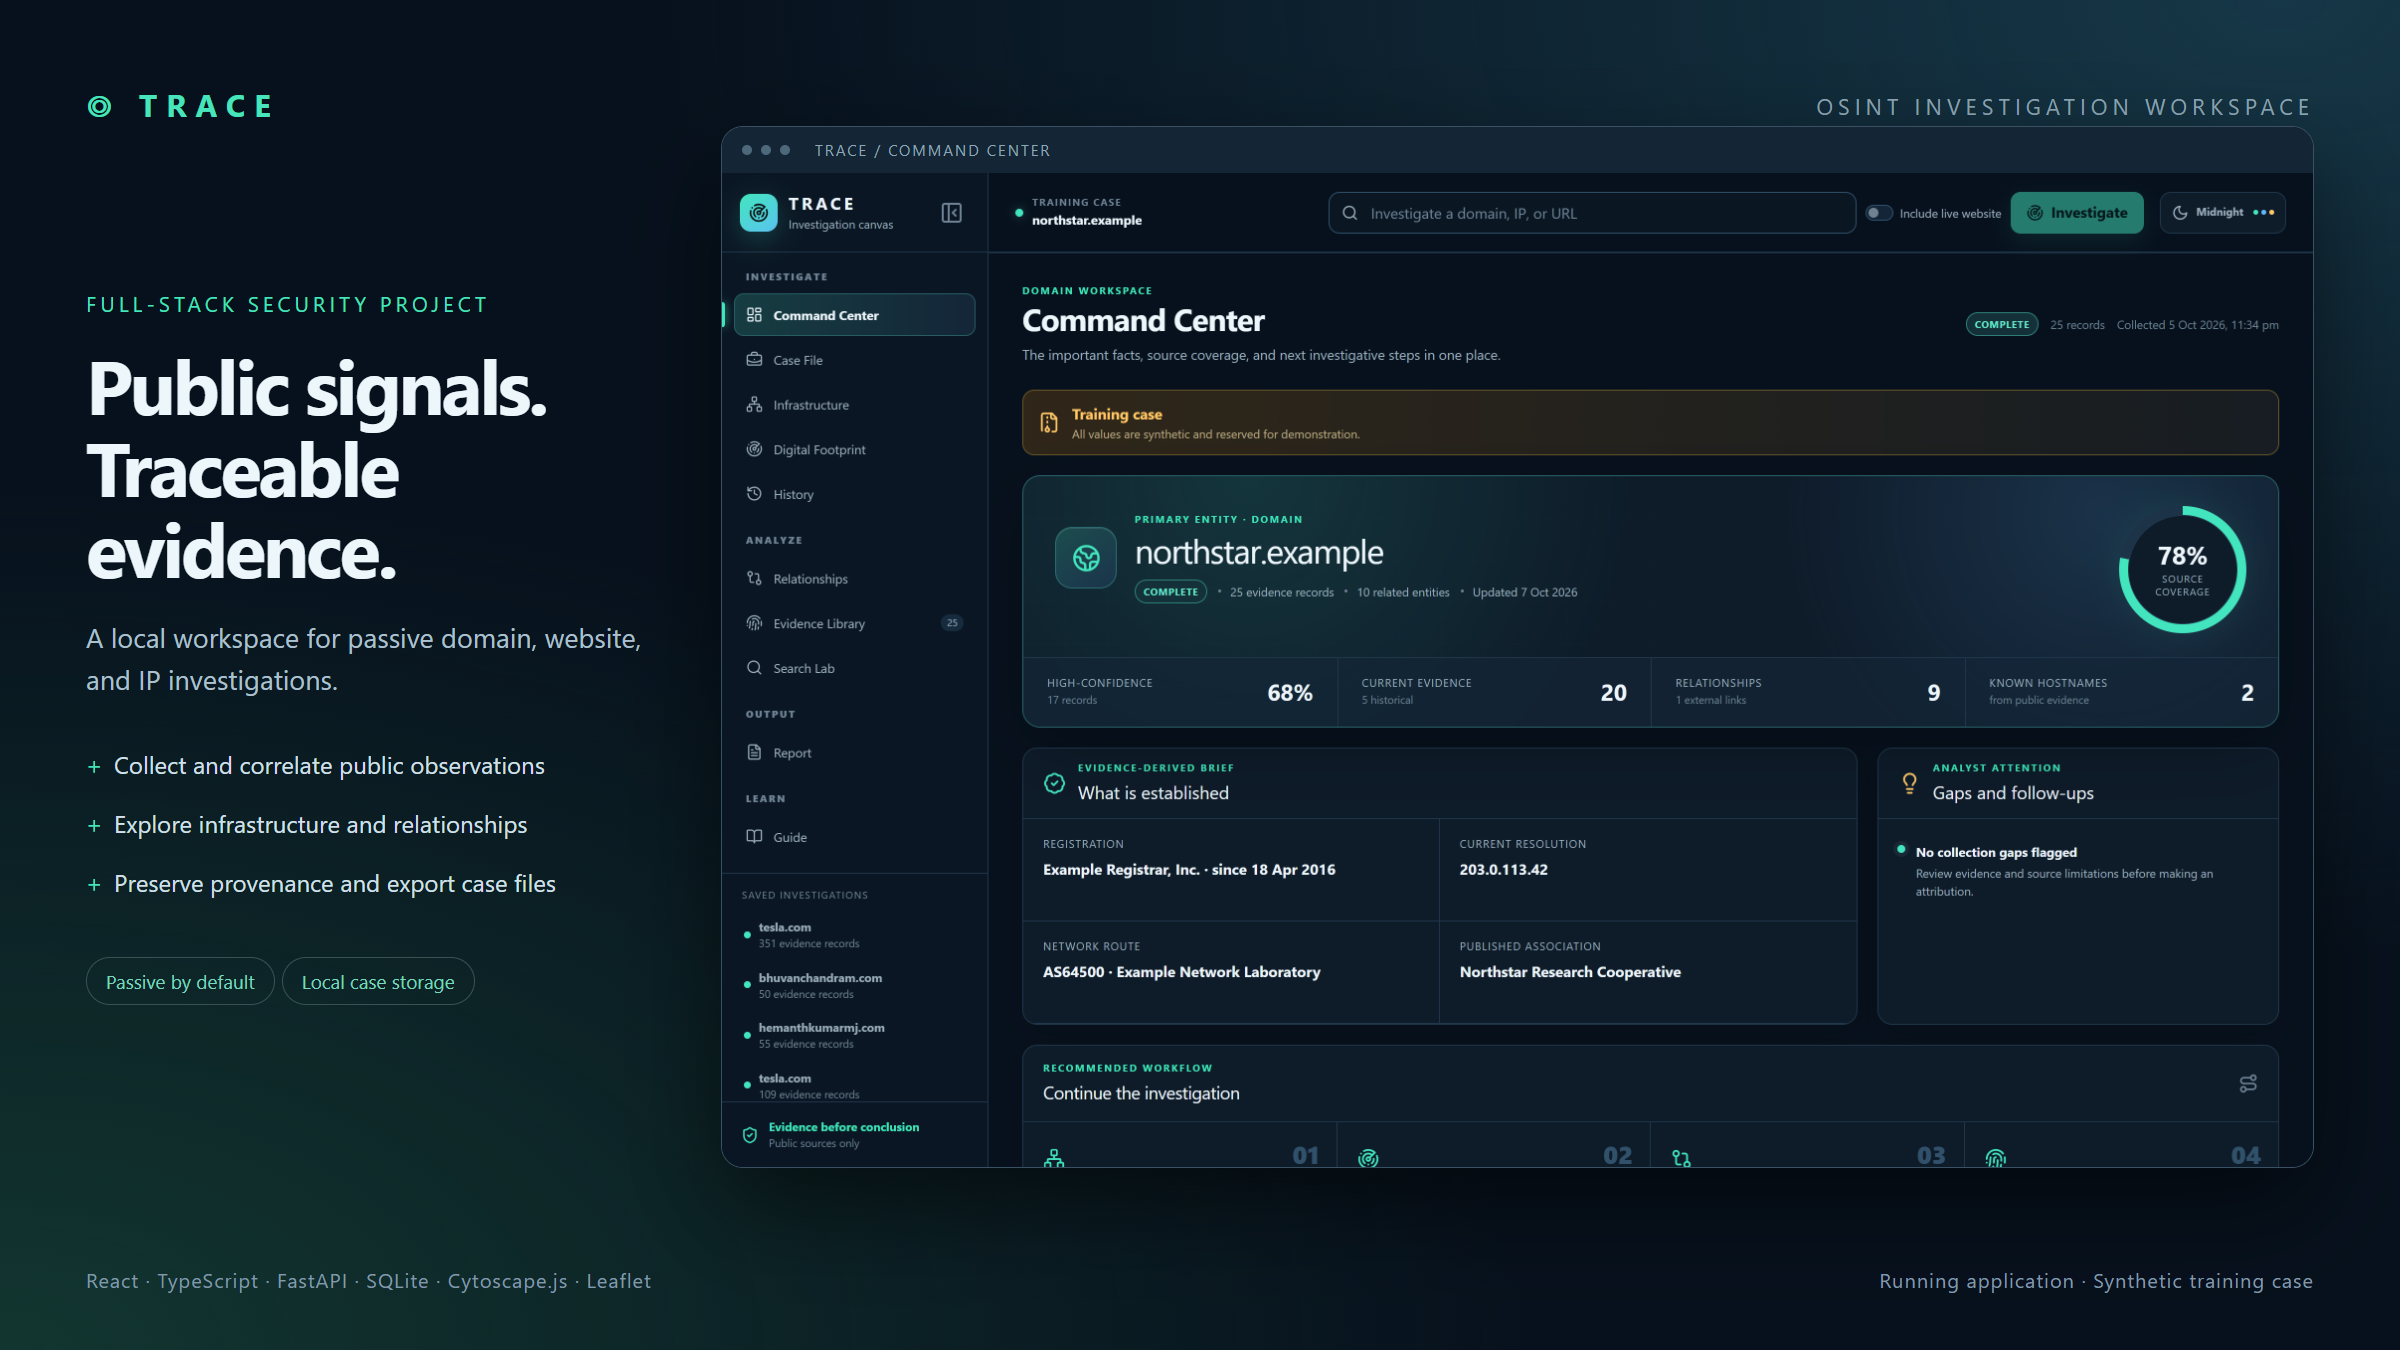 TRACE
OSINT INVESTIGATION WORKSPACE
FULL-STACK SECURITY PROJECT
Public signals.
Traceable
evidence.
A local workspace for passive domain, website,
and IP investigations.
+ Collect and correlate public observations
+ Explore infrastructure and relationships
+ Preserve provenance and export case files
Passive by default
Local case storage
React · TypeScript · FastAPI · SQLite · Cytoscape.js · Leaflet
TRACE / COMMAND CENTER
TRACE
Investigation canvas
INVESTIGATE
Command Center
Case File
Infrastructure
Digital Footprint
History
ANALYZE
Relationships
Evidence Library 25
Search Lab
OUTPUT
Report
LEARN
Guide
SAVED INVESTIGATIONS
tesla.com
351 evidence records
bhuvanchandram.com
50 evidence records
hemanthkumarmj.com
55 evidence records
tesla.com
109 evidence records
Evidence before conclusion
Public sources only
TRAINING CASE
northstar.example
Investigate a domain, IP, or URL
Include live website
Investigate
Midnight
DOMAIN WORKSPACE
Command Center
The important facts, source coverage, and next investigative steps in one place.
COMPLETE 25 records Collected 5 Oct 2026, 11:34 pm
Training case
All values are synthetic and reserved for demonstration.
PRIMARY ENTITY · DOMAIN
northstar.example
COMPLETE • 25 evidence records • 10 related entities • Updated 7 Oct 2026
78%
SOURCE
COVERAGE
HIGH-CONFIDENCE
17 records
68%
CURRENT EVIDENCE
5 historical
20
RELATIONSHIPS
1 external links
9
KNOWN HOSTNAMES
from public evidence
2
EVIDENCE-DERIVED BRIEF
What is established
REGISTRATION
Example Registrar, Inc. · since 18 Apr 2016
CURRENT RESOLUTION
203.0.113.42
NETWORK ROUTE
AS64500 · Example Network Laboratory
PUBLISHED ASSOCIATION
Northstar Research Cooperative
ANALYST ATTENTION
Gaps and follow-ups
No collection gaps flagged
Review evidence and source limitations before making an
attribution.
RECOMMENDED WORKFLOW
Continue the investigation
01
02
03
04
Running application · Synthetic training case